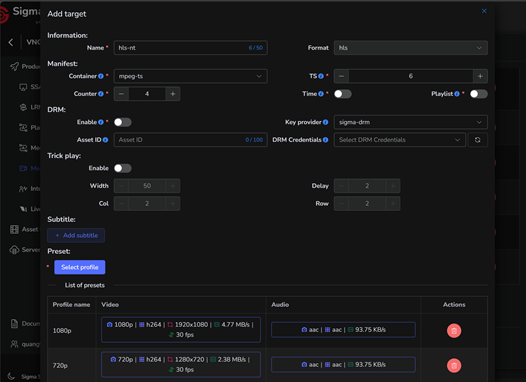 Sigma
Add target
Information:
Name * hls-nt 6 / 50
Format hls
Manifest:
Container * mpeg-ts
TS * 6
Counter * 4
Time * Playlist *
DRM:
Enable *
Key provider sigma-drm
Asset ID Asset ID 0 / 100
DRM Credentials Select DRM Credentials
Trick play:
Enable
Width 50
Delay 2
Col 2
Row 2
Subtitle:
+ Add subtitle
Preset:
* Select profile
List of presets
Profile name Video Audio Actions
1080p
1080p | h264 | 1920x1080 | 4.77 MB/s |
30 fps
aac | aac | 93.75 KB/s
720p
720p | h264 | 1280x720 | 2.38 MB/s |
30 fps
aac | aac | 93.75 KB/s
VNC
Produ
SS
LR
Pla
Me
Me
Int
Liv
Asset
Server
Docum
quang
Sigma